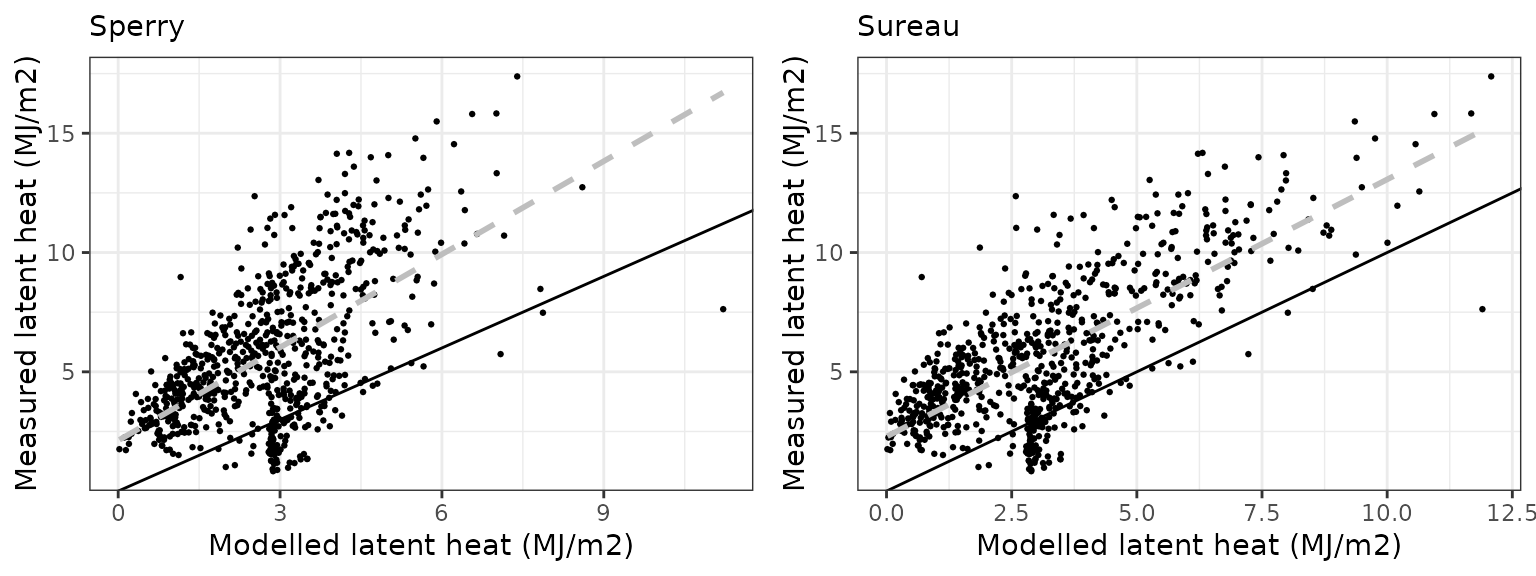 Sperry
Measured latent heat (MJ/m2)
15
10
5
0
3
6
9
Modelled latent heat (MJ/m2)
Sureau
Measured latent heat (MJ/m2)
15
10
5
0.0
2.5
5.0
7.5
10.0
12.5
Modelled latent heat (MJ/m2)